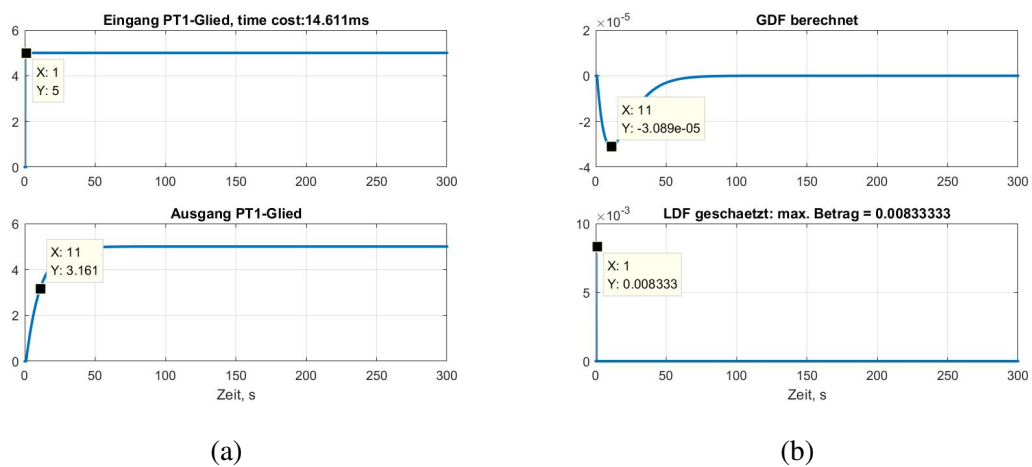 Eingang PT1-Glied, time cost:14.611ms
6
4
2
0
X: 1
Y: 5
0 50 100 150 200 250 300
Ausgang PT1-Glied
6
4
2
0
X: 11
Y: 3.161
0 50 100 150 200 250 300
Zeit, s
(a)
×10⁻⁵
GDF berechnet
2
0
-2
-4
X: 11
Y: -3.089e-05
0 50 100 150 200 250 300
×10⁻³
LDF geschaetzt: max. Betrag = 0.00833333
10
5
0
X: 1
Y: 0.008333
0 50 100 150 200 250 300
Zeit, s
(b)